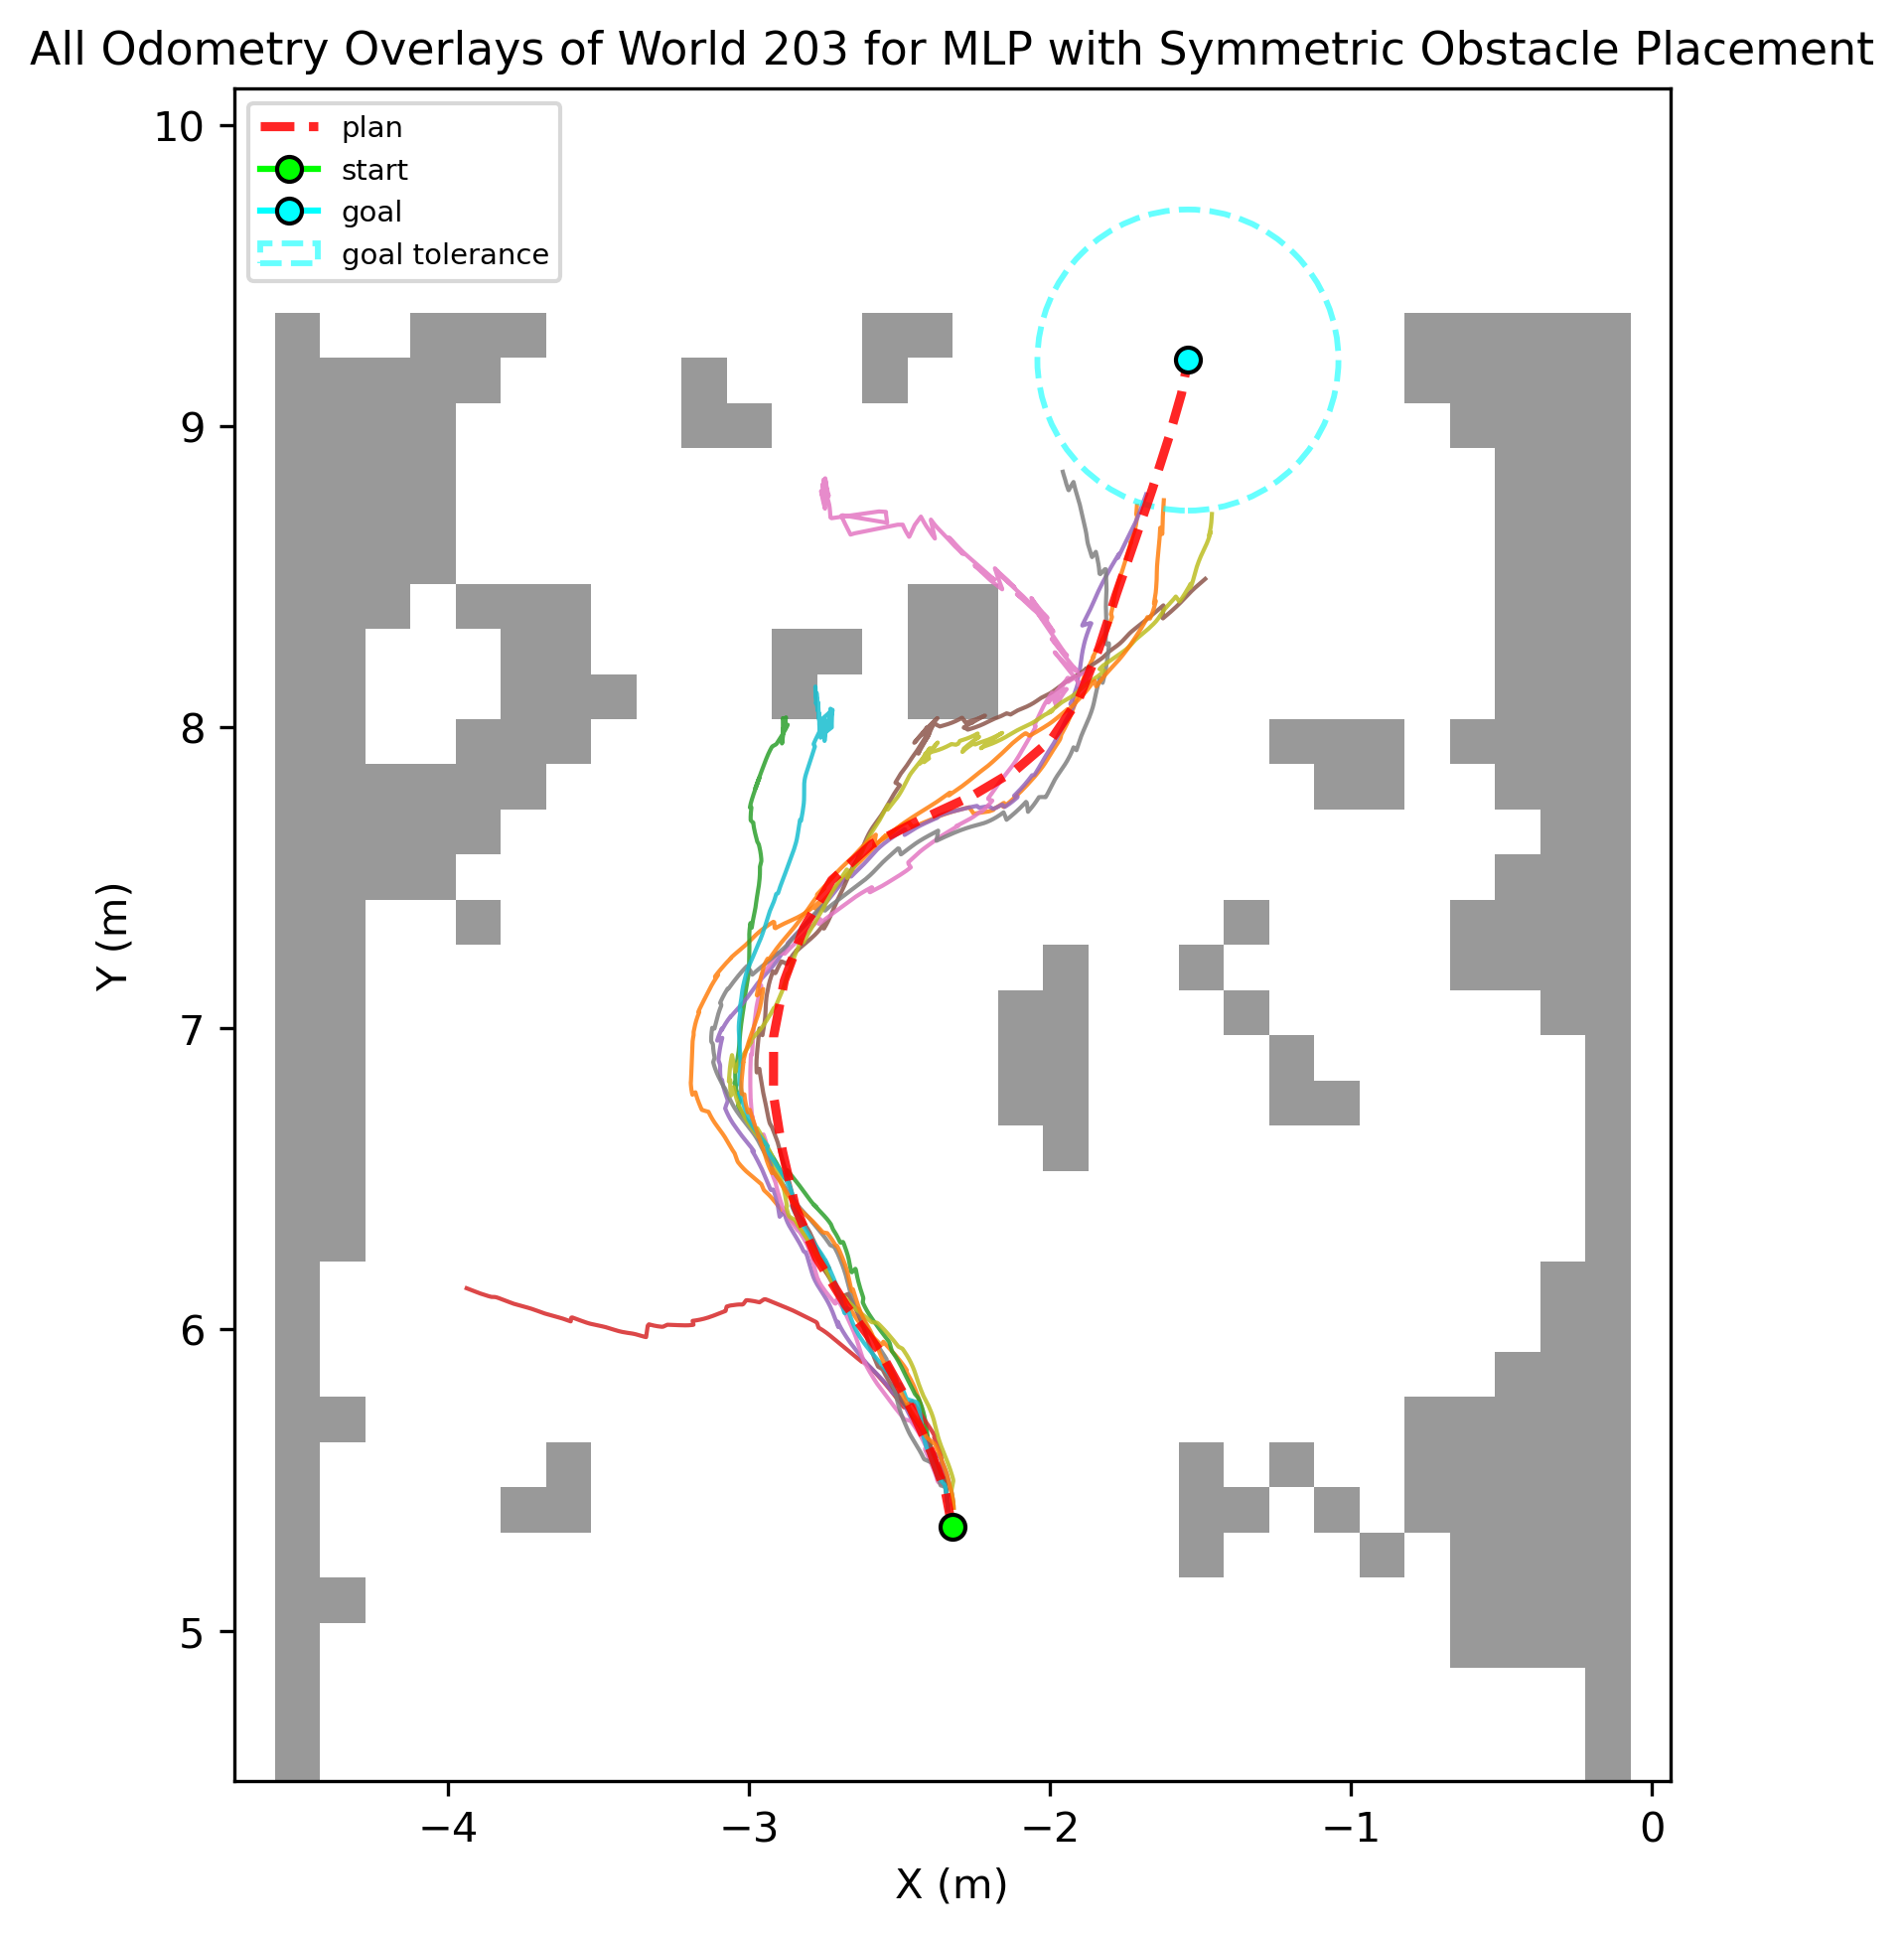 All Odometry Overlays of World 203 for MLP with Symmetric Obstacle Placement
plan
start
goal
goal tolerance
10
9
8
7
6
5
Y (m)
−4
−3
−2
−1
0
X (m)